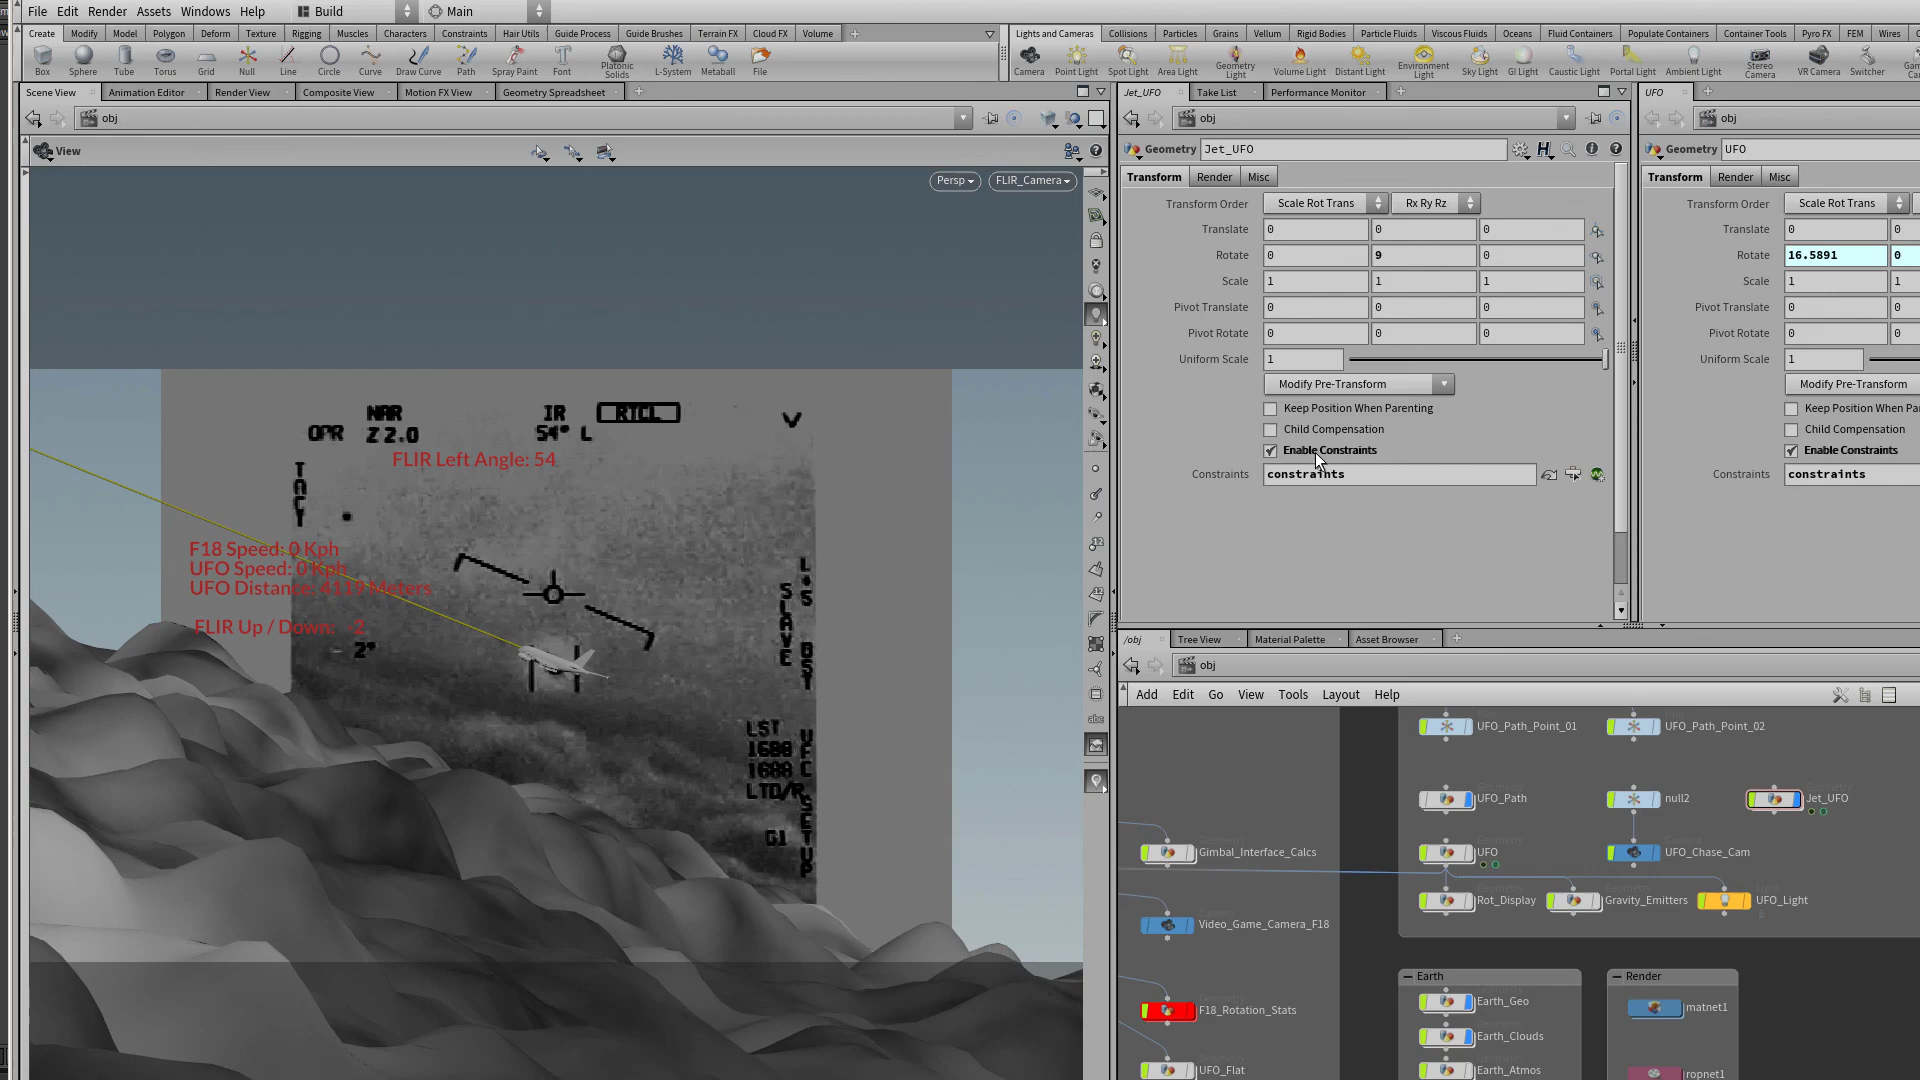 File Edit Render Assets Windows Help Build Main
Create Modify Model Polygon Deform Texture Rigging Muscles Characters Constraints Hair Utils Guide Process Guide Brushes Terrain FX Cloud FX Volume
Lights and Cameras Collisions Particles Grains Vellum Rigid Bodies Particle Fluids Viscous Fluids Oceans Fluid Containers Populate Containers Container Tools Pyro FX FEM Wires
Box Sphere Tube Torus Grid Null Line Circle Curve Draw Curve Path Spray Paint Font Platonic Solids L-System Metaball File
Camera Point Light Spot Light Area Light Geometry Light Volume Light Distant Light Environment Light Sky Light GI Light Caustic Light Portal Light Ambient Light Stereo Camera VR Camera Switcher
Scene View Animation Editor Render View Composite View Motion FX View Geometry Spreadsheet
Jet_UFO Take List Performance Monitor
UFO
obj
obj
obj
View
Persp FLIR_Camera
Geometry Jet_UFO
Transform Render Misc
Transform Order Scale Rot Trans Rx Ry Rz
Translate 0 0 0
Rotate 0 9 0
Scale 1 1 1
Pivot Translate 0 0 0
Pivot Rotate 0 0 0
Uniform Scale 1
Modify Pre-Transform
Keep Position When Parenting
Child Compensation
Enable Constraints
Constraints constraints
Geometry UFO
Transform Render Misc
Transform Order Scale Rot Trans
Translate 0 0
Rotate 16.5891 0
Scale 1 1
Pivot Translate 0 0
Pivot Rotate 0 0
Uniform Scale 1
Modify Pre-Transform
Keep Position When Par
Child Compensation
Enable Constraints
Constraints constraints
NAR IR RTCL V
OPR Z 2.0 54° L
FLIR Left Angle: 54
F18 Speed: 0 Kph
UFO Speed: 0 Kph
UFO Distance: 4119 Meters
FLIR Up / Down: -2
- 2°
LST
1688
1688
LTD/R
G1
/obj Tree View Material Palette Asset Browser
obj
Add Edit Go View Tools Layout Help
UFO_Path_Point_01 UFO_Path_Point_02
UFO_Path null2 Jet_UFO
Gimbal_Interface_Calcs UFO UFO_Chase_Cam
Rot_Display Gravity_Emitters UFO_Light
Video_Game_Camera_F18
Earth Render
Earth_Geo matnet1
F18_Rotation_Stats
Earth_Clouds
UFO_Flat Earth_Atmos ropnet1